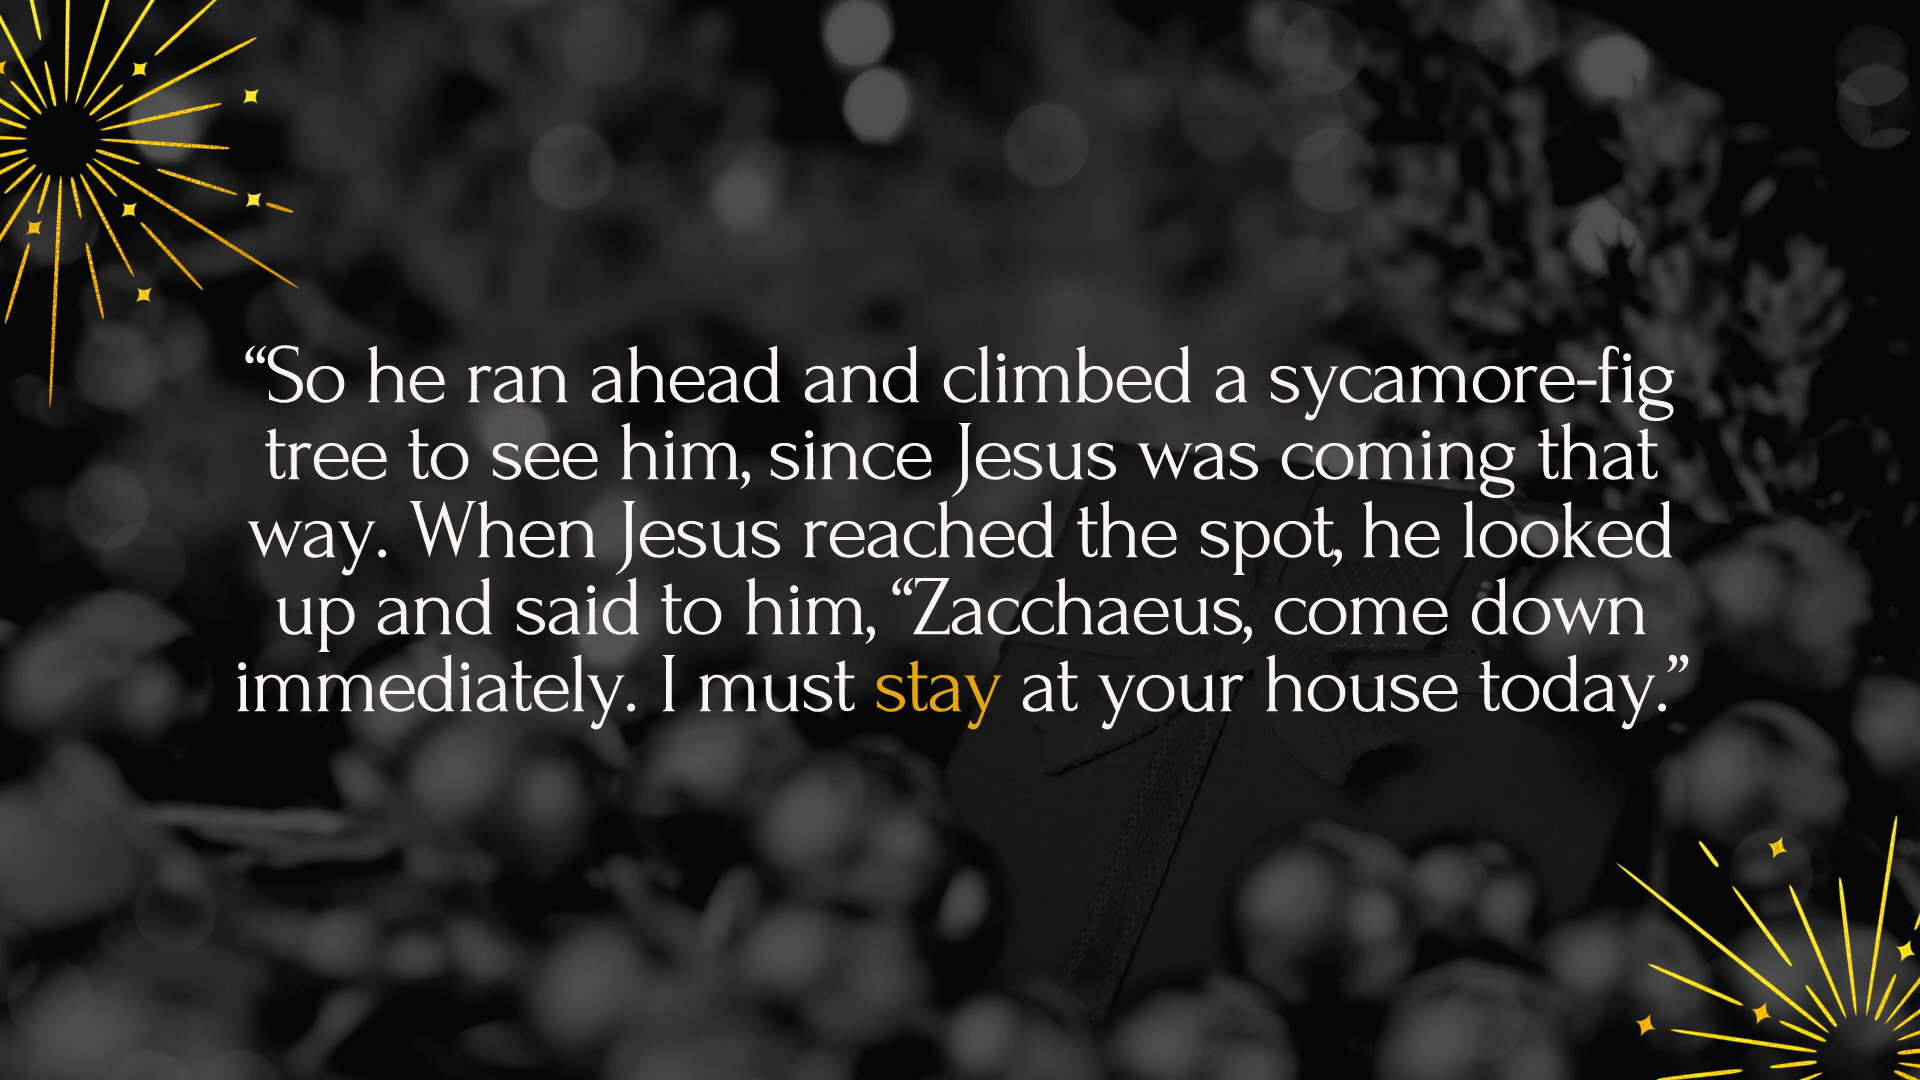 “So he ran ahead and climbed a sycamore-fig
tree to see him, since Jesus was coming that
way. When Jesus reached the spot, he looked
up and said to him, “Zacchaeus, come down
immediately. I must stay at your house today.”